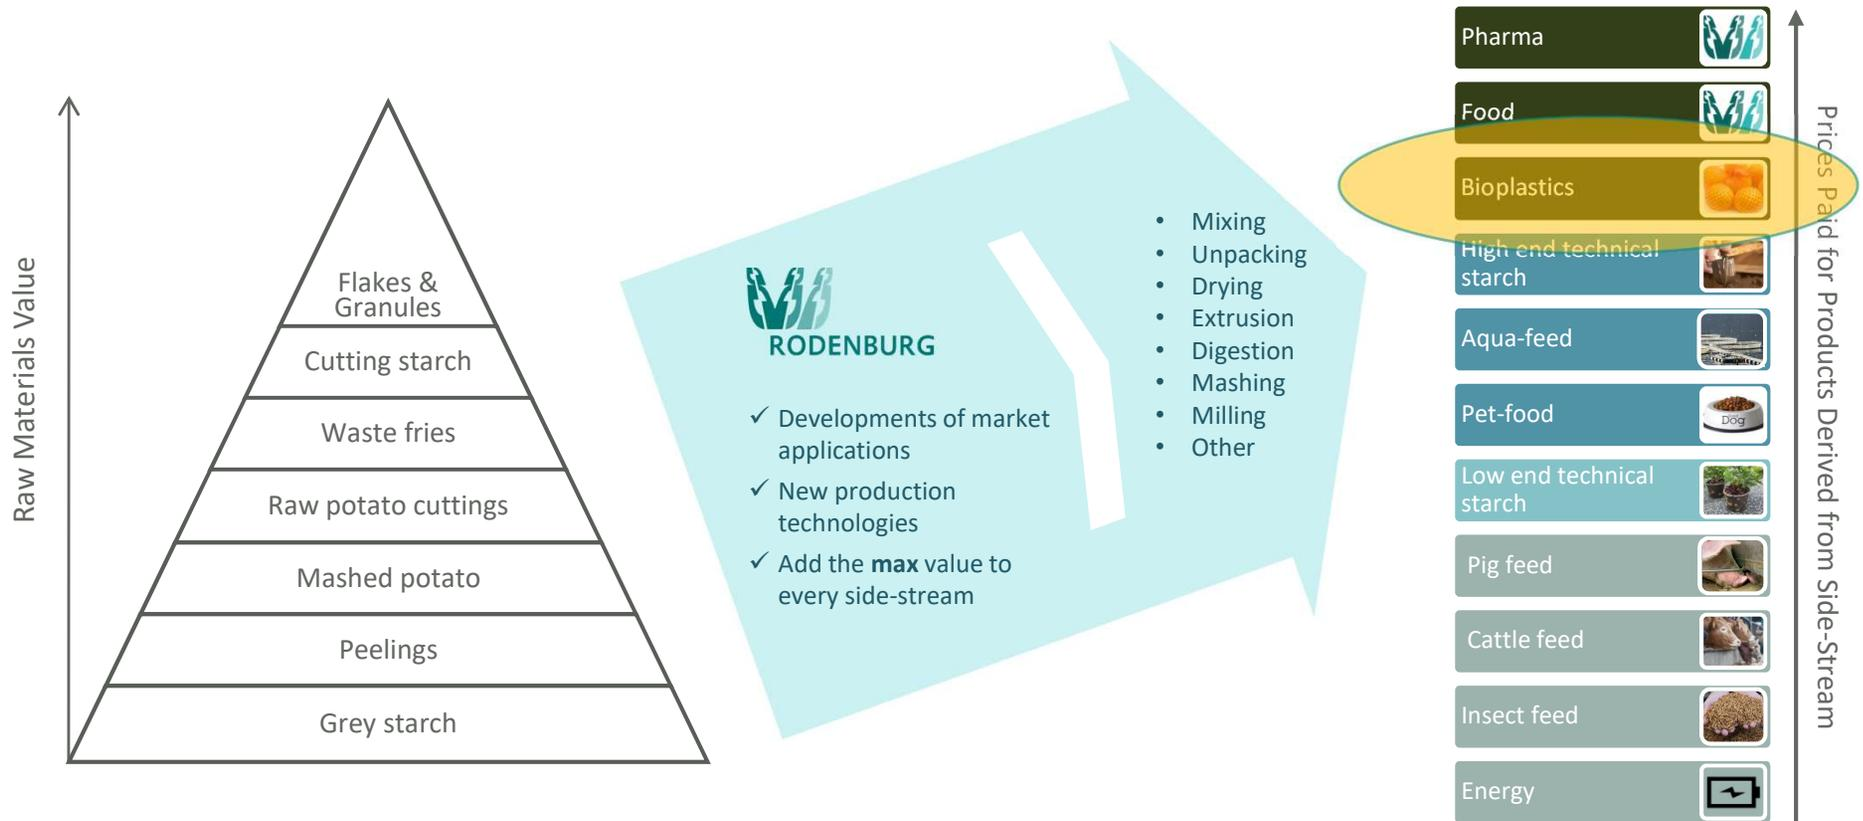 Raw Materials Value
Flakes &
Granules
Cutting starch
Waste fries
Raw potato cuttings
Mashed potato
Peelings
Grey starch
RODENBURG
✓ Developments of market
applications
✓ New production
technologies
✓ Add the max value to
every side-stream
• Mixing
• Unpacking
• Drying
• Extrusion
• Digestion
• Mashing
• Milling
• Other
Pharma
Food
Bioplastics
High end technical
starch
Aqua-feed
Pet-food
Dog
Low end technical
starch
Pig feed
Cattle feed
Insect feed
Energy
Prices Paid for Products Derived from Side-Stream